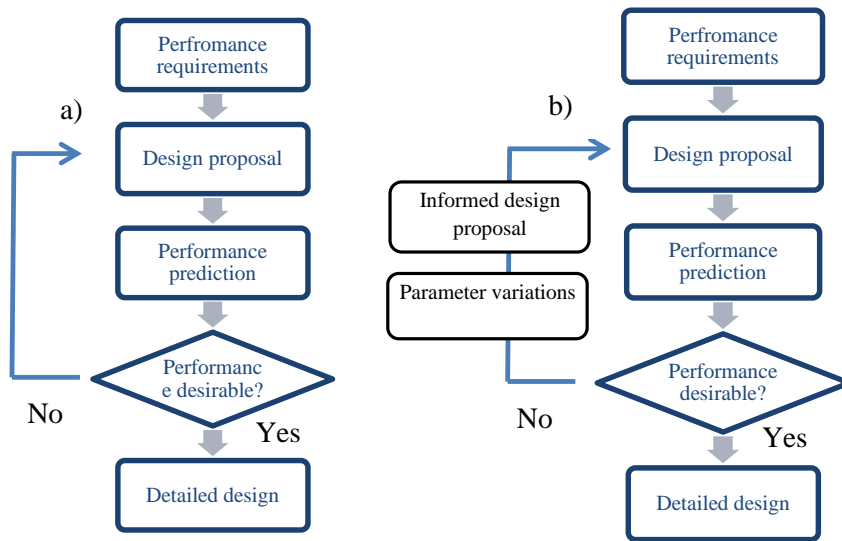 a)
Perfromance
requirements
Design proposal
Performance
prediction
Performanc
e desirable?
No
Yes
Detailed design
b)
Perfromance
requirements
Design proposal
Informed design
proposal
Performance
prediction
Parameter variations
Performance
desirable?
No
Yes
Detailed design